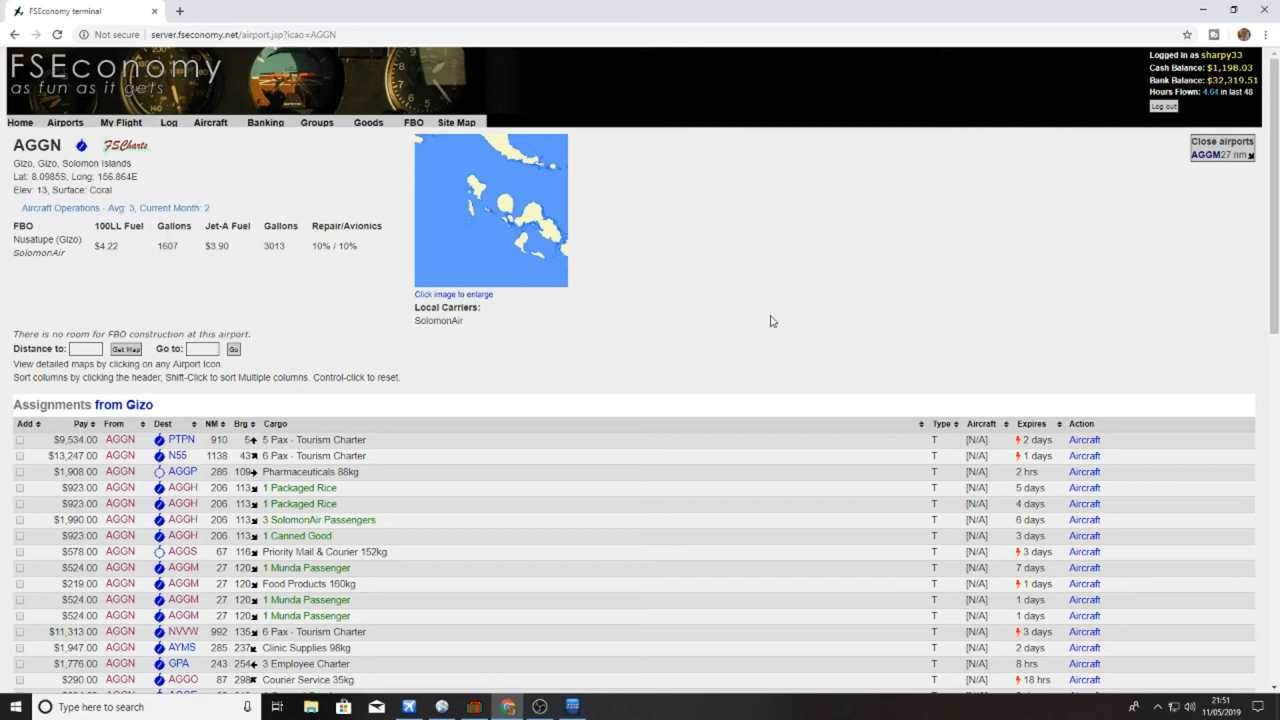 FSEconomy terminal
Not secure server.fseconomy.net/airport.jsp?icao=AGGN
FSEconomy
as fun as it gets
Logged in as sharpy33
Cash Balance: $1,198.03
Bank Balance: $32,319.51
Hours Flown: 4.64 in last 48
Log out
Home Airports My Flight Log Aircraft Banking Groups Goods FBO Site Map
AGGN FSCharts
Gizo, Gizo, Solomon Islands
Lat: 8.0985S, Long: 156.864E
Elev: 13, Surface: Coral
Close airports
AGGM 27 nm
Aircraft Operations - Avg: 3, Current Month: 2
FBO 100LL Fuel Gallons Jet-A Fuel Gallons Repair/Avionics
Nusatupe (Gizo) $4.22 1607 $3.90 3013 10% / 10%
SolomonAir
Click image to enlarge
Local Carriers:
SolomonAir
There is no room for FBO construction at this airport.
Distance to: Get Map Go to: Go
View detailed maps by clicking on any Airport Icon.
Sort columns by clicking the header, Shift-Click to sort Multiple columns. Control-click to reset.
Assignments from Gizo
Add Pay From Dest NM Brg Cargo Type Aircraft Expires Action
$9,534.00 AGGN PTPN 910 5 5 Pax - Tourism Charter T [N/A] 2 days Aircraft
$13,247.00 AGGN N55 1138 43 6 Pax - Tourism Charter T [N/A] 1 days Aircraft
$1,908.00 AGGN AGGP 286 109 Pharmaceuticals 88kg T [N/A] 2 hrs Aircraft
$923.00 AGGN AGGH 206 113 1 Packaged Rice T [N/A] 5 days Aircraft
$923.00 AGGN AGGH 206 113 1 Packaged Rice T [N/A] 4 days Aircraft
$1,990.00 AGGN AGGH 206 113 3 SolomonAir Passengers T [N/A] 6 days Aircraft
$923.00 AGGN AGGH 206 113 1 Canned Good T [N/A] 3 days Aircraft
$578.00 AGGN AGGS 67 116 Priority Mail & Courier 152kg T [N/A] 3 days Aircraft
$524.00 AGGN AGGM 27 120 1 Munda Passenger T [N/A] 7 days Aircraft
$219.00 AGGN AGGM 27 120 Food Products 160kg T [N/A] 1 days Aircraft
$524.00 AGGN AGGM 27 120 1 Munda Passenger T [N/A] 1 days Aircraft
$524.00 AGGN AGGM 27 120 1 Munda Passenger T [N/A] 1 days Aircraft
$11,313.00 AGGN NVVW 992 135 6 Pax - Tourism Charter T [N/A] 3 days Aircraft
$1,947.00 AGGN AYMS 285 237 Clinic Supplies 98kg T [N/A] 2 days Aircraft
$1,776.00 AGGN GPA 243 254 3 Employee Charter T [N/A] 8 hrs Aircraft
$290.00 AGGN AGGO 87 298 Courier Service 35kg T [N/A] 18 hrs Aircraft
Type here to search
21:51
11/05/2019